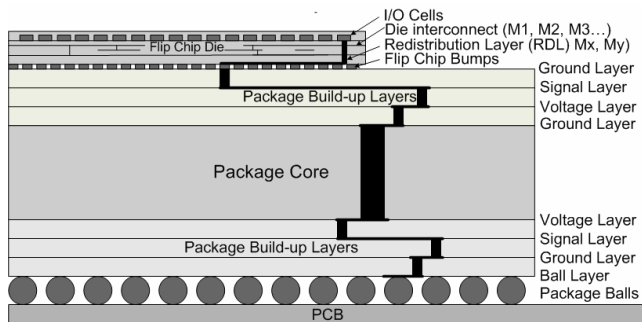 I/O Cells
Die interconnect (M1, M2, M3...)
Flip Chip Die
Redistribution Layer (RDL) Mx, My)
Flip Chip Bumps
Ground Layer
Signal Layer
Package Build-up Layers
Voltage Layer
Ground Layer
Package Core
Voltage Layer
Signal Layer
Package Build-up Layers
Ground Layer
Ball Layer
Package Balls
PCB